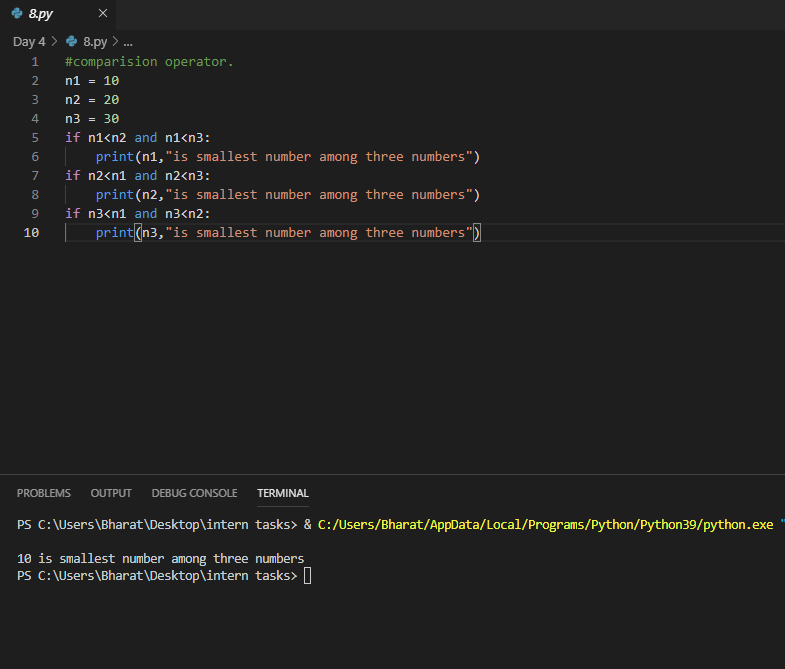 8.py
Day 4 > 8.py > ...
1 #comparision operator.
2 n1 = 10
3 n2 = 20
4 n3 = 30
5 if n1<n2 and n1<n3:
6     print(n1,"is smallest number among three numbers")
7 if n2<n1 and n2<n3:
8     print(n2,"is smallest number among three numbers")
9 if n3<n1 and n3<n2:
10     print(n3,"is smallest number among three numbers")
PROBLEMS OUTPUT DEBUG CONSOLE TERMINAL
PS C:\Users\Bharat\Desktop\intern tasks> & C:/Users/Bharat/AppData/Local/Programs/Python/Python39/python.exe "
10 is smallest number among three numbers
PS C:\Users\Bharat\Desktop\intern tasks>